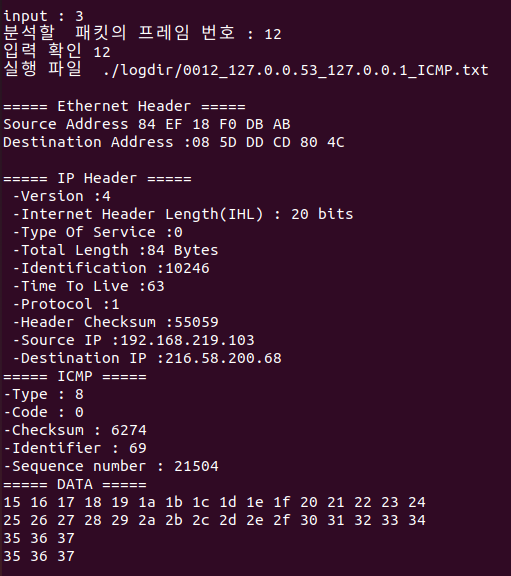 input : 3
분석할  패킷의 프레임 번호 : 12
입력 확인 12
실행 파일  ./logdir/0012_127.0.0.53_127.0.0.1_ICMP.txt
===== Ethernet Header =====
Source Address 84 EF 18 F0 DB AB
Destination Address :08 5D DD CD 80 4C
===== IP Header =====
-Version :4
-Internet Header Length(IHL) : 20 bits
-Type Of Service :0
-Total Length :84 Bytes
-Identification :10246
-Time To Live :63
-Protocol :1
-Header Checksum :55059
-Source IP :192.168.219.103
-Destination IP :216.58.200.68
===== ICMP =====
-Type : 8
-Code : 0
-Checksum : 6274
-Identifier : 69
-Sequence number : 21504
===== DATA =====
15 16 17 18 19 1a 1b 1c 1d 1e 1f 20 21 22 23 24
25 26 27 28 29 2a 2b 2c 2d 2e 2f 30 31 32 33 34
35 36 37
35 36 37